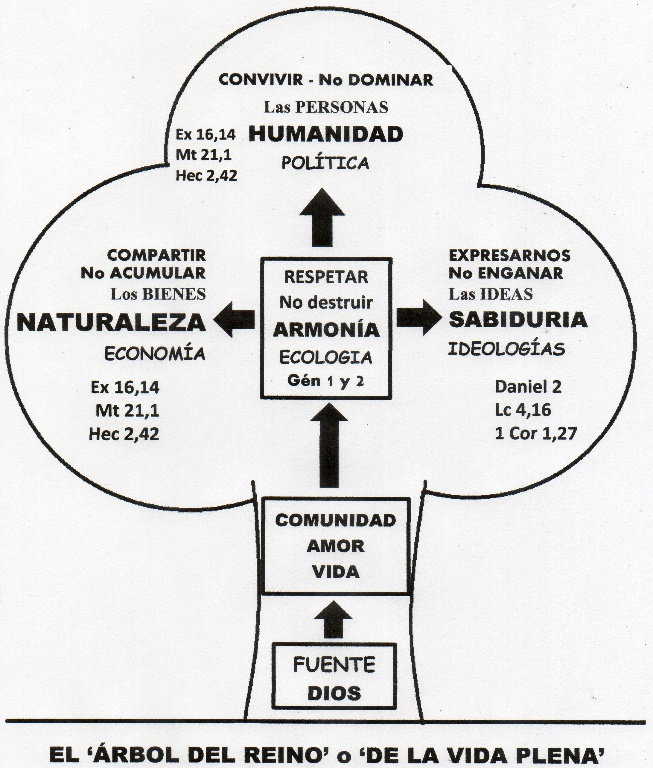 CONVIVIR - No DOMINAR
Las PERSONAS
HUMANIDAD
POLÍTICA
Ex 16,14
Mt 21,1
Hec 2,42
COMPARTIR
No ACUMULAR
Los BIENES
NATURALEZA
ECONOMÍA
Ex 16,14
Mt 21,1
Hec 2,42
RESPETAR
No destruir
ARMONÍA
ECOLOGIA
Gén 1 y 2
EXPRESARNOS
No ENGANAR
Las IDEAS
SABIDURIA
IDEOLOGÍAS
Daniel 2
Lc 4,16
1 Cor 1,27
COMUNIDAD
AMOR
VIDA
FUENTE
DIOS
EL ‘ÁRBOL DEL REINO’ o ‘DE LA VIDA PLENA’